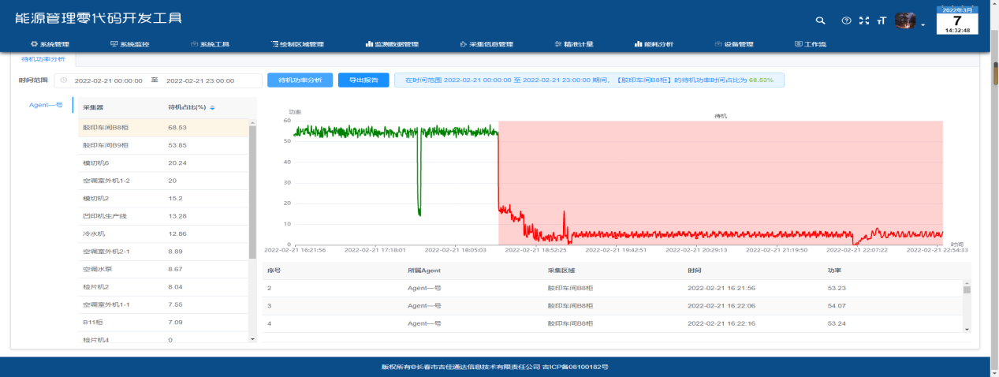 能源管理零代码开发工具
2022年3月
7
14:32:48
系统管理 系统监控 系统工具 绘制区域管理 监测数据管理 采集信息管理 精准计量 能耗分析 设备管理 工作流
待机功率分析
时间范围 2022-02-21 00:00:00 至 2022-02-21 23:00:00 待机功率分析 导出报告 在时间范围 2022-02-21 00:00:00 至 2022-02-21 23:00:00 期间，【胶印车间B8柜】的待机功率时间占比为 68.53%
Agent一号
采集器 待机占比(%)
胶印车间B8柜 68.53
胶印车间B9柜 53.85
模切机6 20.24
空调室外机1-2 20
模切机2 15.2
凹印机生产线 13.28
冷水机 12.86
空调室外机2-1 8.89
空调水泵 8.67
检片机2 8.04
空调室外机1-1 7.55
B11柜 7.09
检片机4 0
功率
待机
60
50
40
30
20
10
0
2022-02-21 16:21:56 2022-02-21 17:18:01 2022-02-21 18:05:03 2022-02-21 18:52:25 2022-02-21 19:42:51 2022-02-21 20:29:13 2022-02-21 21:19:50 2022-02-21 22:07:22 2022-02-21 22:54:33
时间
序号 所属Agent 采集区域 时间 功率
2 Agent一号 胶印车间B8柜 2022-02-21 16:21:56 53.23
3 Agent一号 胶印车间B8柜 2022-02-21 16:22:06 54.07
4 Agent一号 胶印车间B8柜 2022-02-21 16:22:16 53.24
版权所有©长春市吉佳通达信息技术有限责任公司 吉ICP备08100182号